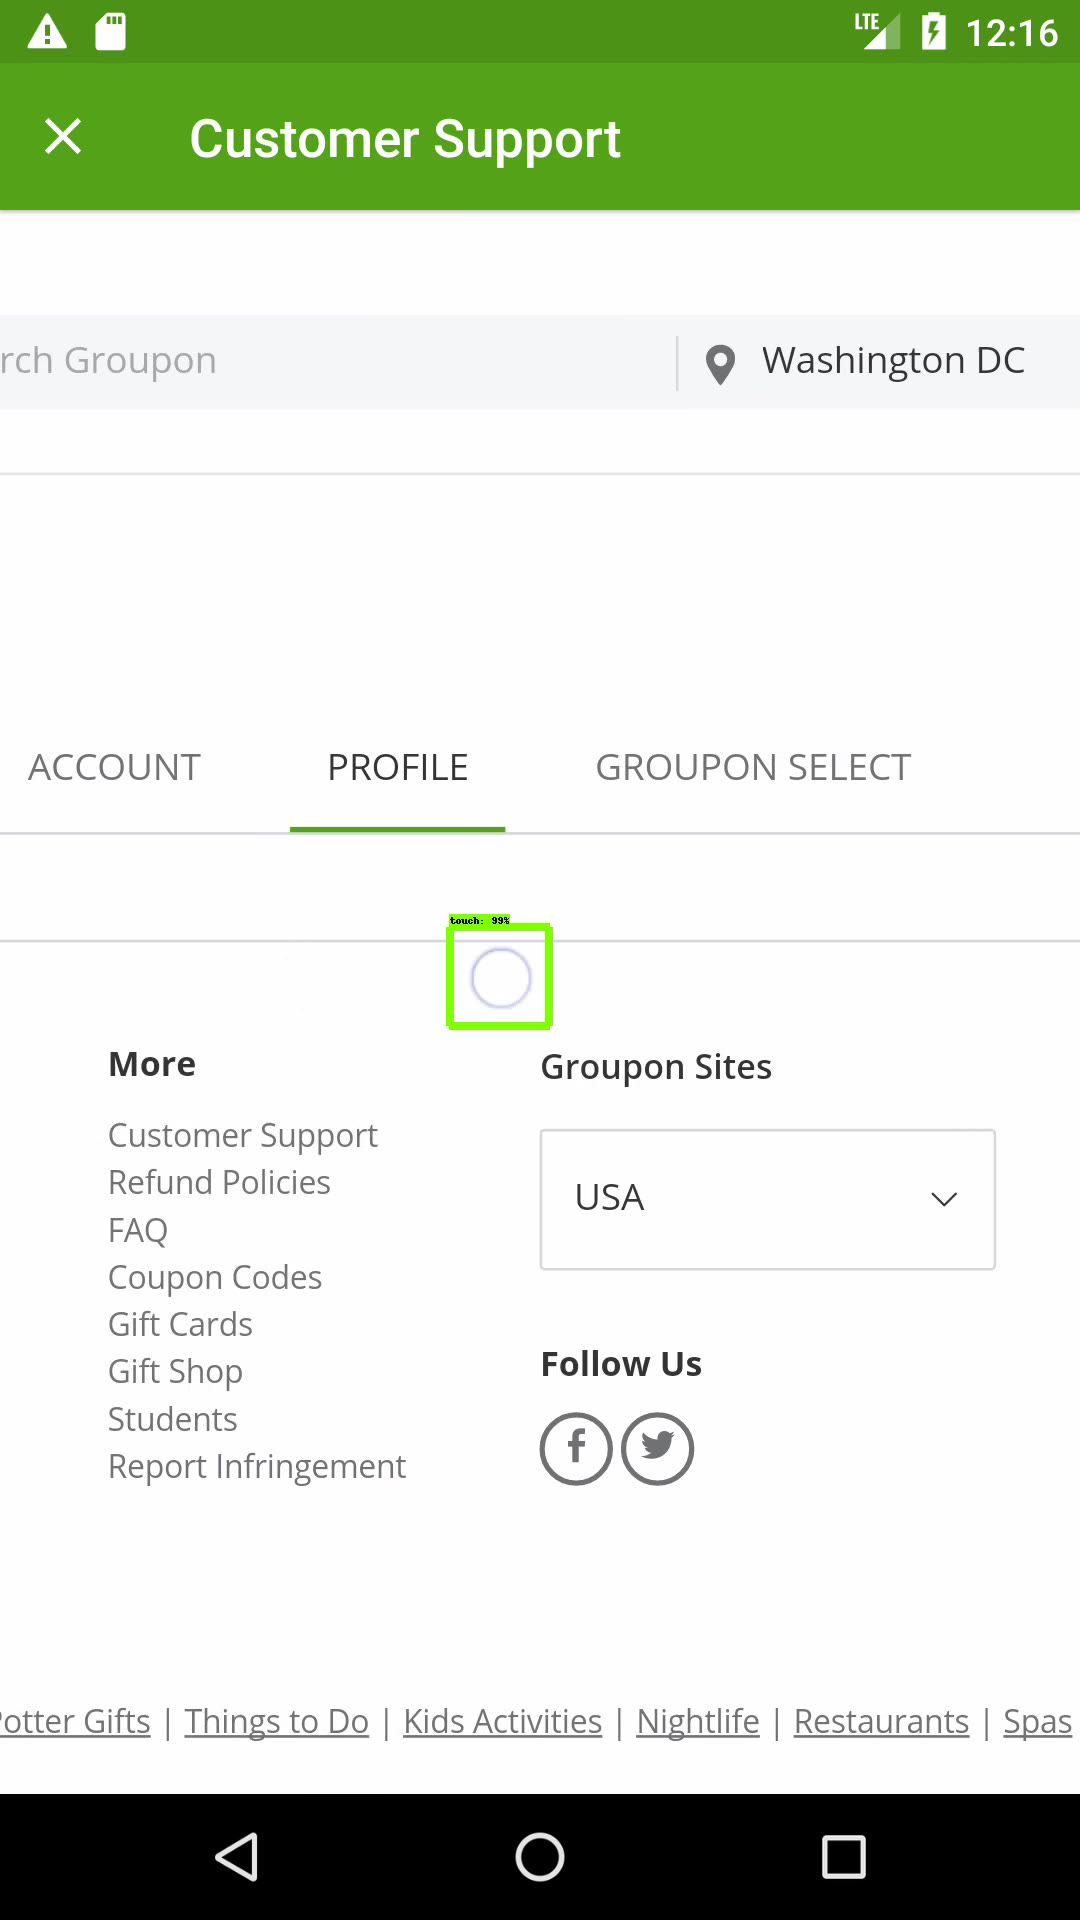 LTE 12:16
Customer Support
rch Groupon
Washington DC
ACCOUNT PROFILE GROUPON SELECT
touch: 99%
More
Customer Support
Refund Policies
FAQ
Coupon Codes
Gift Cards
Gift Shop
Students
Report Infringement
Groupon Sites
USA
Follow Us
Potter Gifts | Things to Do | Kids Activities | Nightlife | Restaurants | Spas